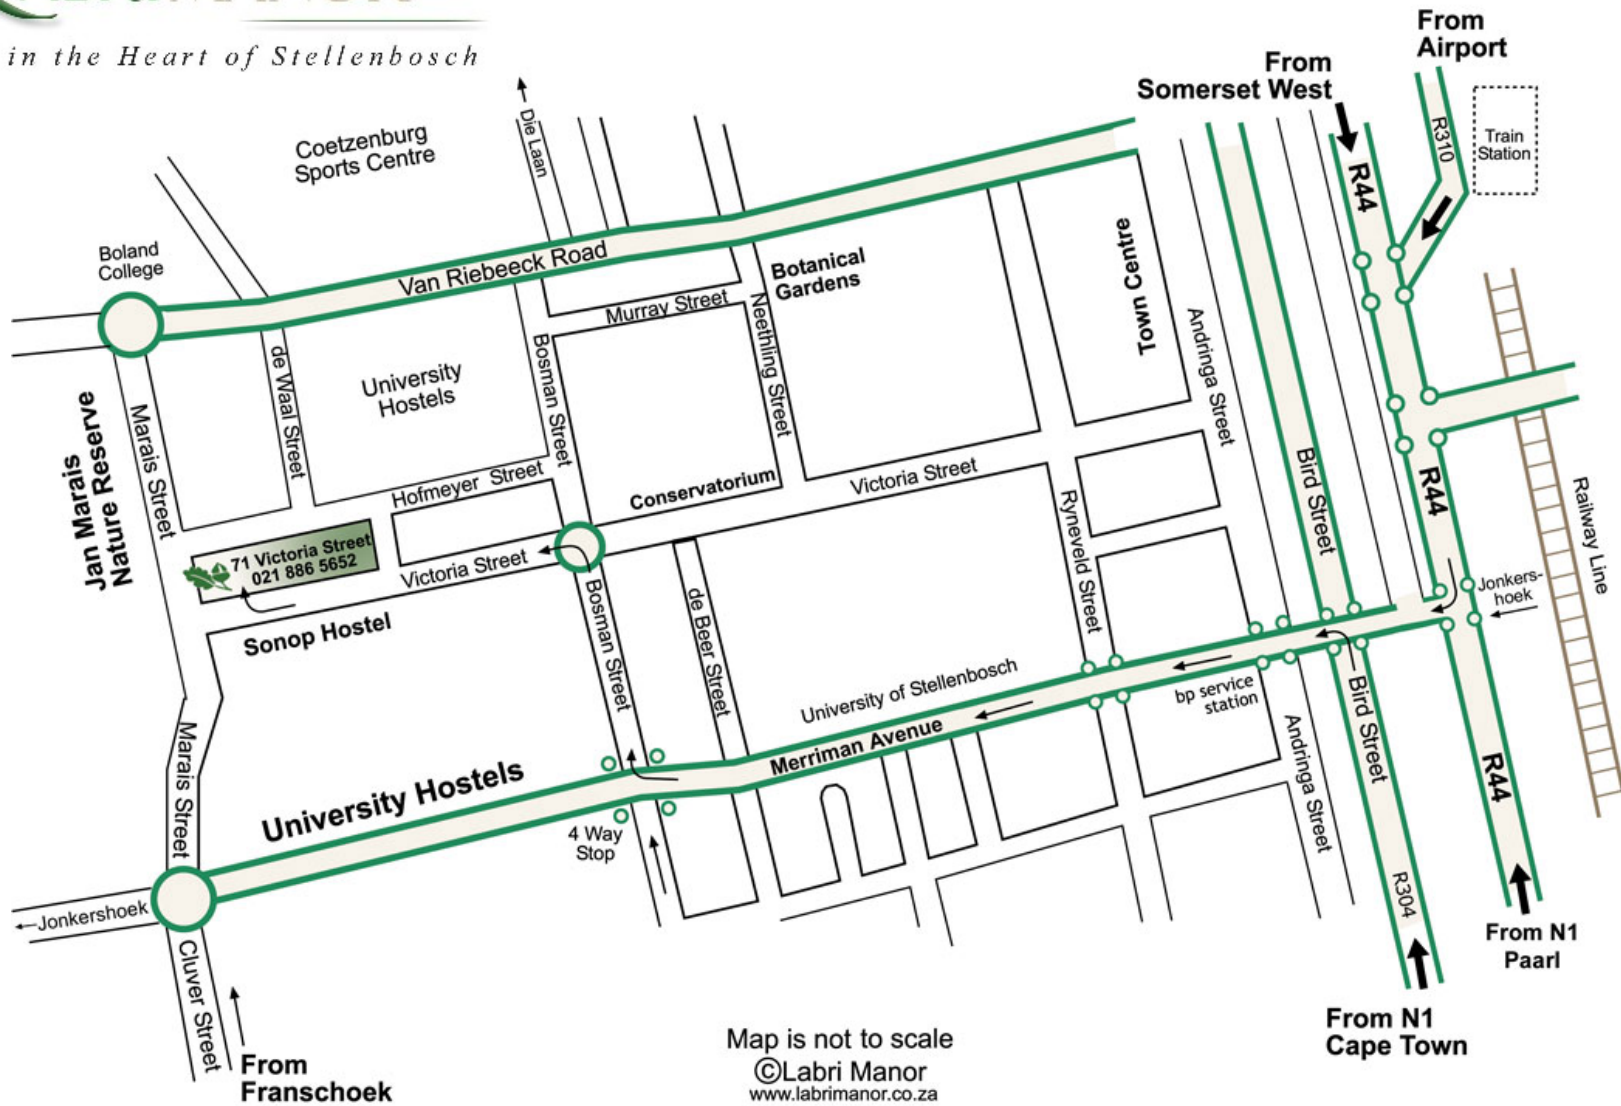 in the Heart of Stellenbosch
From
Airport
From
Somerset West
R310
Train
Station
R44
Die Laan
Coetzenburg
Sports Centre
Boland
College
Van Riebeeck Road
Botanical
Gardens
Murray Street
Neethling Street
Town Centre
Andringa Street
de Waal Street
University
Hostels
Bosman Street
Jan Marais
Nature Reserve
Marais Street
Hofmeyer Street
Conservatorium
Victoria Street
Bird Street
R44
Railway Line
71 Victoria Street
021 886 5652
Victoria Street
Ryneveld Street
Jonkers-
hoek
Sonop Hostel
Bosman Street
de Beer Street
University of Stellenbosch
bp service
station
Bird Street
Merriman Avenue
Andringa Street
R44
Marais Street
University Hostels
4 Way
Stop
R304
Jonkershoek
Cluver Street
From N1
Paarl
From N1
Cape Town
From
Franschoek
Map is not to scale
©Labri Manor
www.labrimanor.co.za